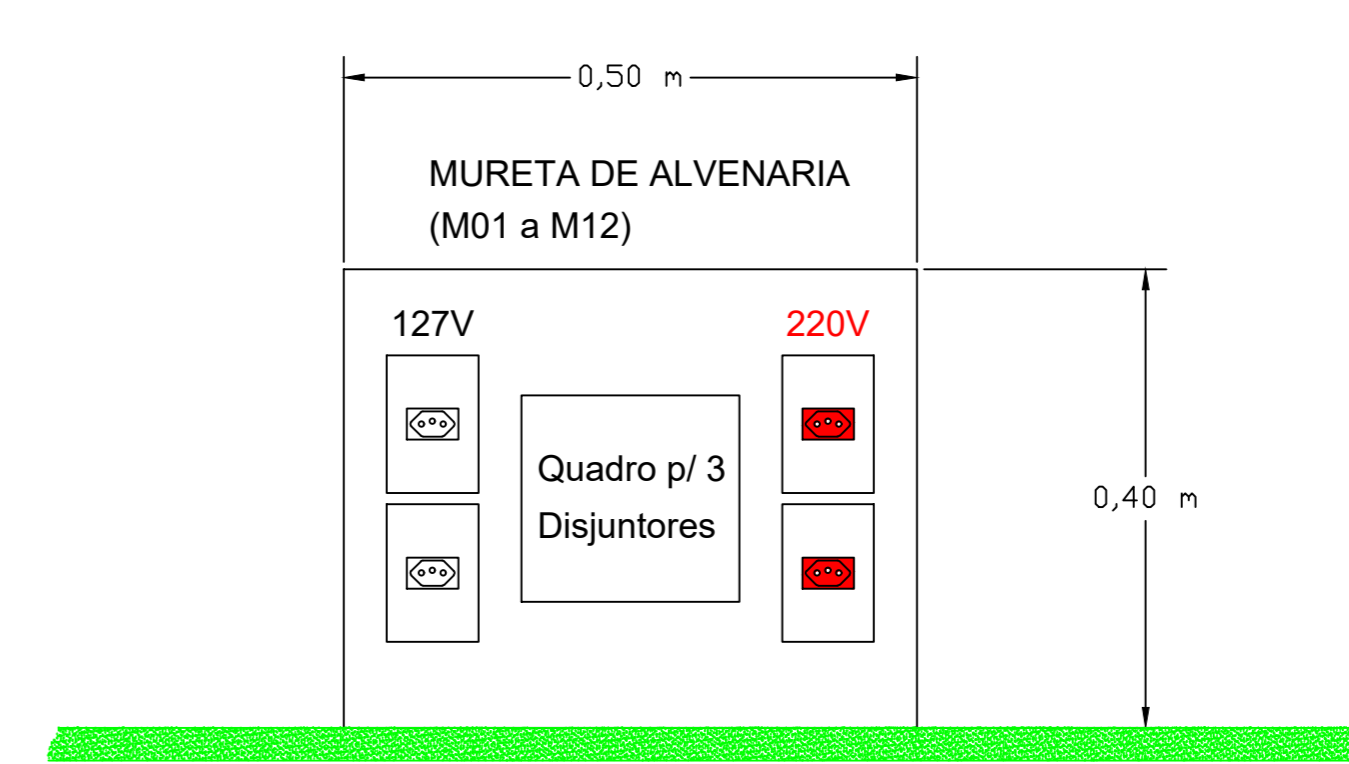 0,50 m
MURETA DE ALVENARIA
(M01 a M12)
127V
220V
Quadro p/ 3
Disjuntores
0,40 m